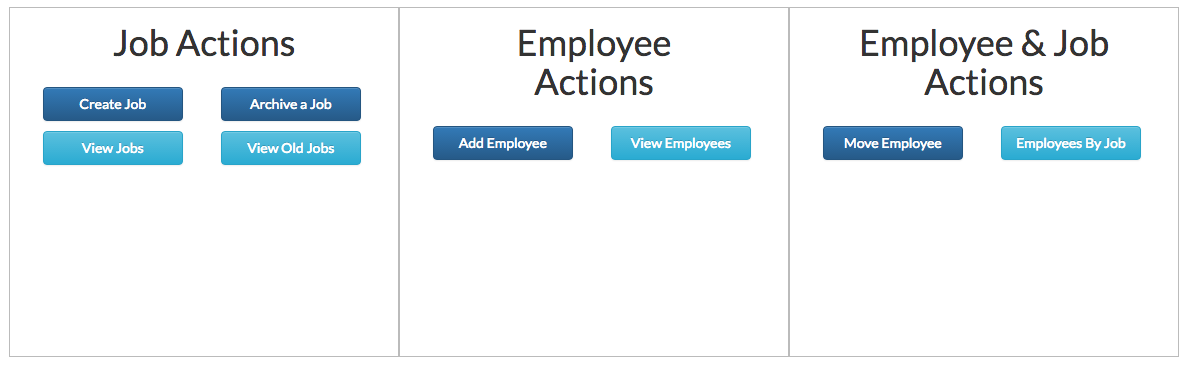 Job Actions
Create Job
Archive a Job
View Jobs
View Old Jobs
Employee
Actions
Add Employee
View Employees
Employee & Job
Actions
Move Employee
Employees By Job